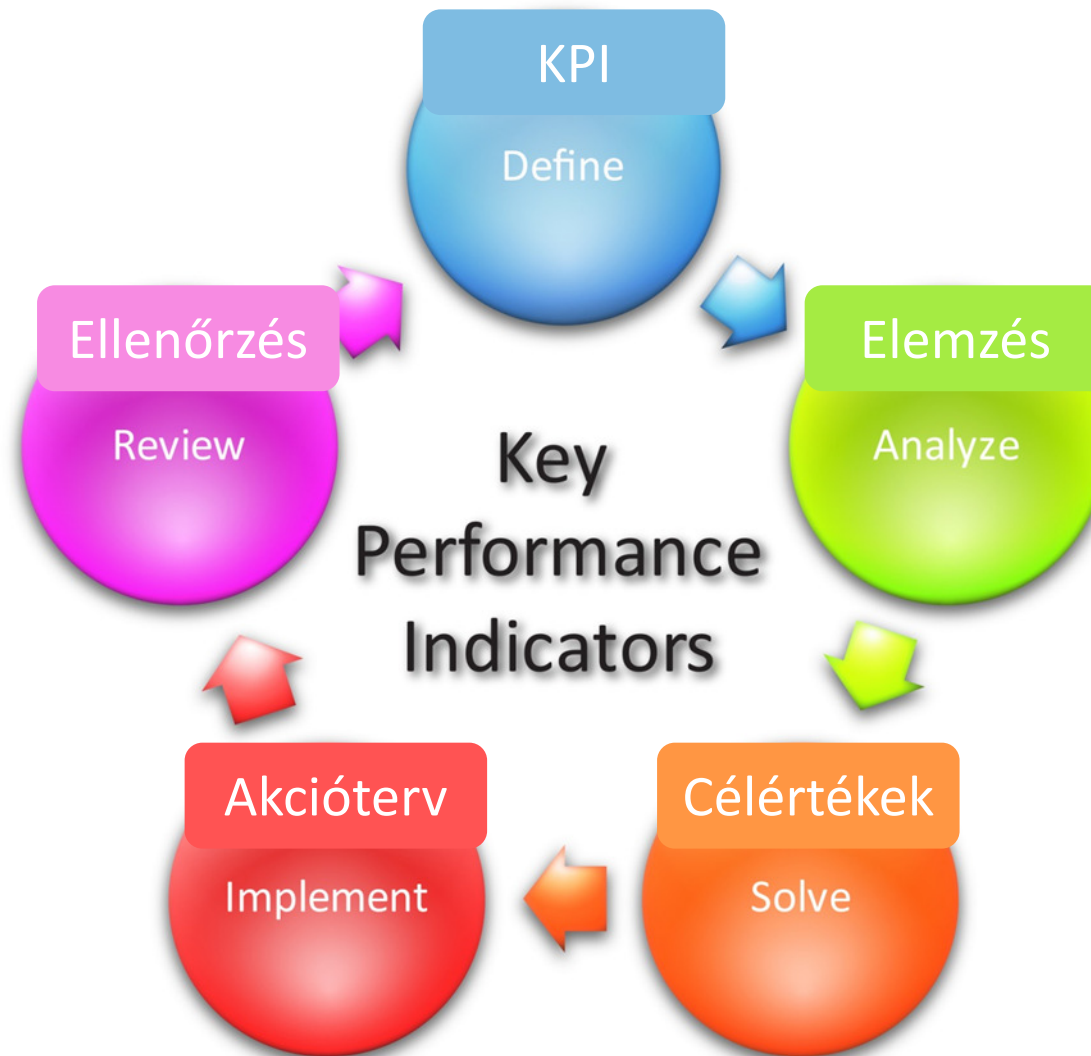 KPI
Define
Elemzés
Analyze
Célértékek
Solve
Akcióterv
Implement
Ellenőrzés
Review
Key
Performance
Indicators